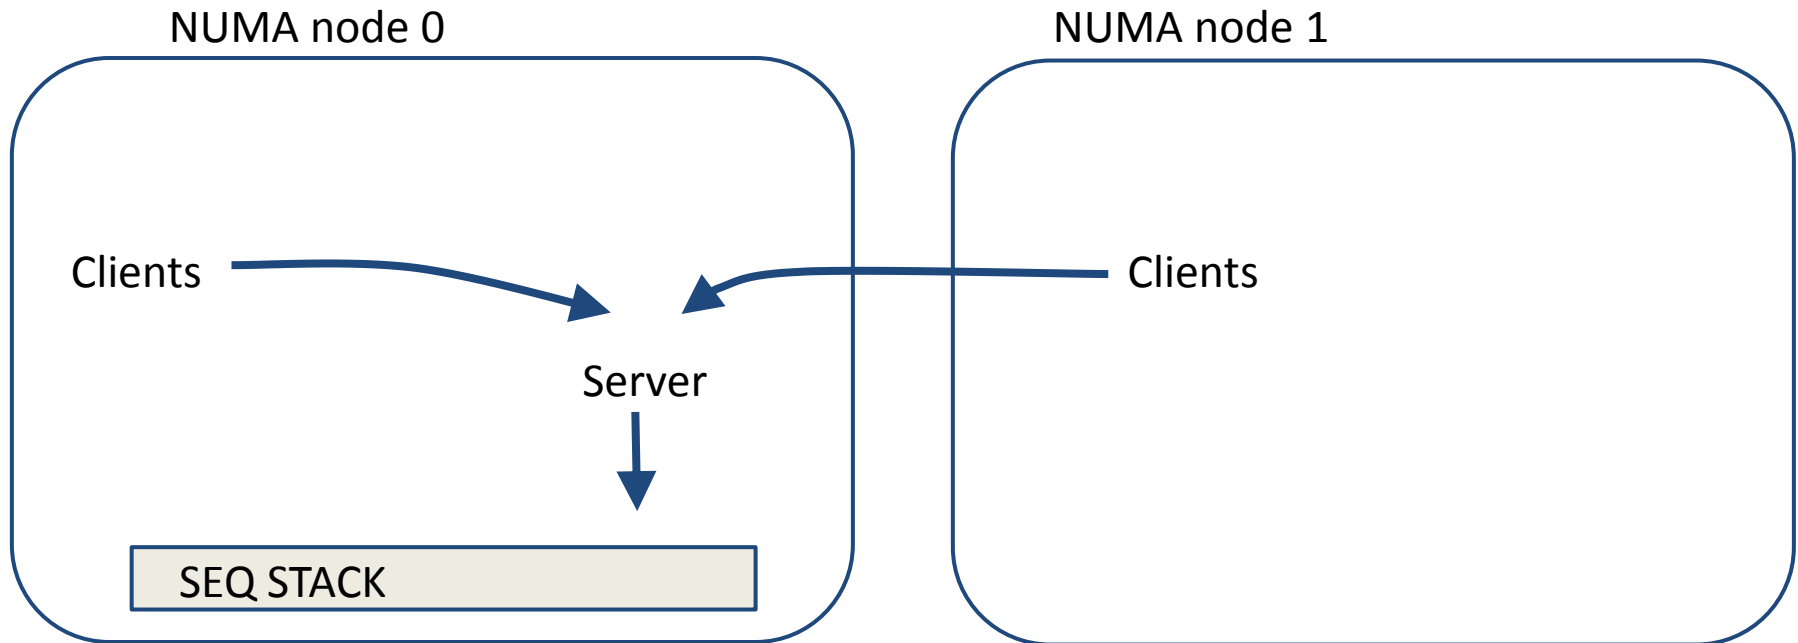 NUMA node 0
NUMA node 1
Clients
Clients
Server
SEQ STACK